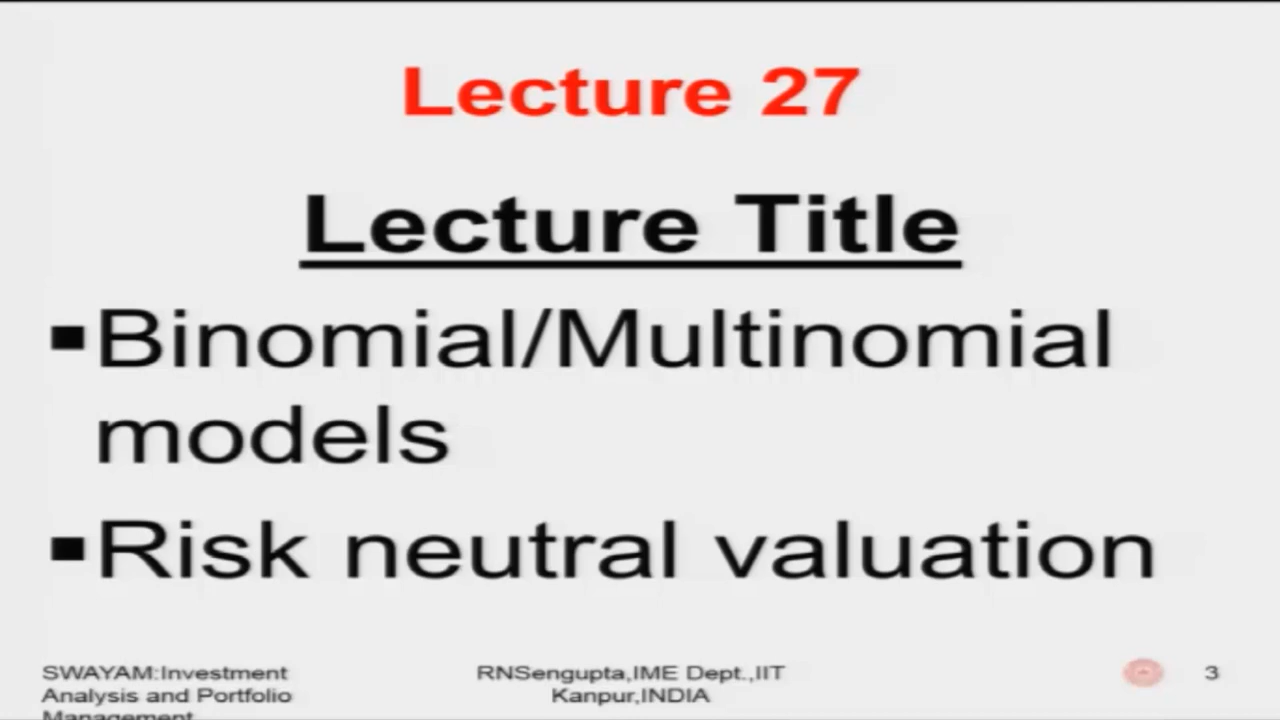 Lecture 27
Lecture Title
▪Binomial/Multinomial
models
▪Risk neutral valuation
SWAYAM:Investment
Analysis and Portfolio
Management
RNSengupta,IME Dept.,IIT
Kanpur,INDIA
3